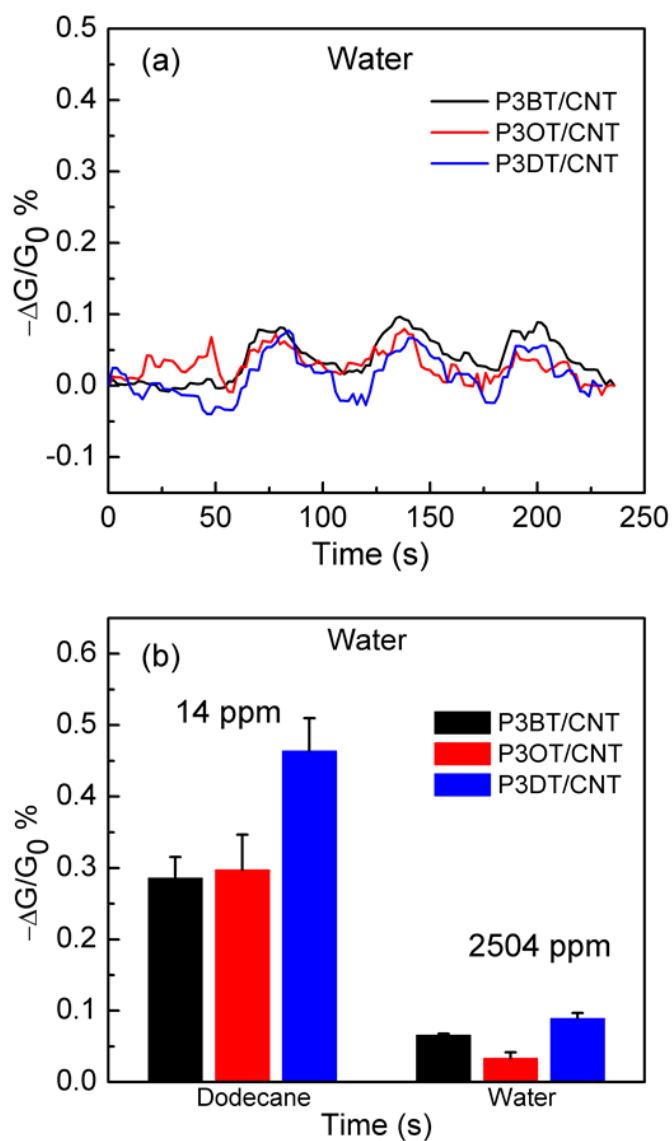 (a)
Water
P3BT/CNT
P3OT/CNT
P3DT/CNT
−ΔG/G0 %
0.5
0.4
0.3
0.2
0.1
0.0
-0.1
0 50 100 150 200 250
Time (s)
(b)
Water
14 ppm
P3BT/CNT
P3OT/CNT
P3DT/CNT
2504 ppm
−ΔG/G0 %
0.6
0.5
0.4
0.3
0.2
0.1
0.0
Dodecane Water
Time (s)